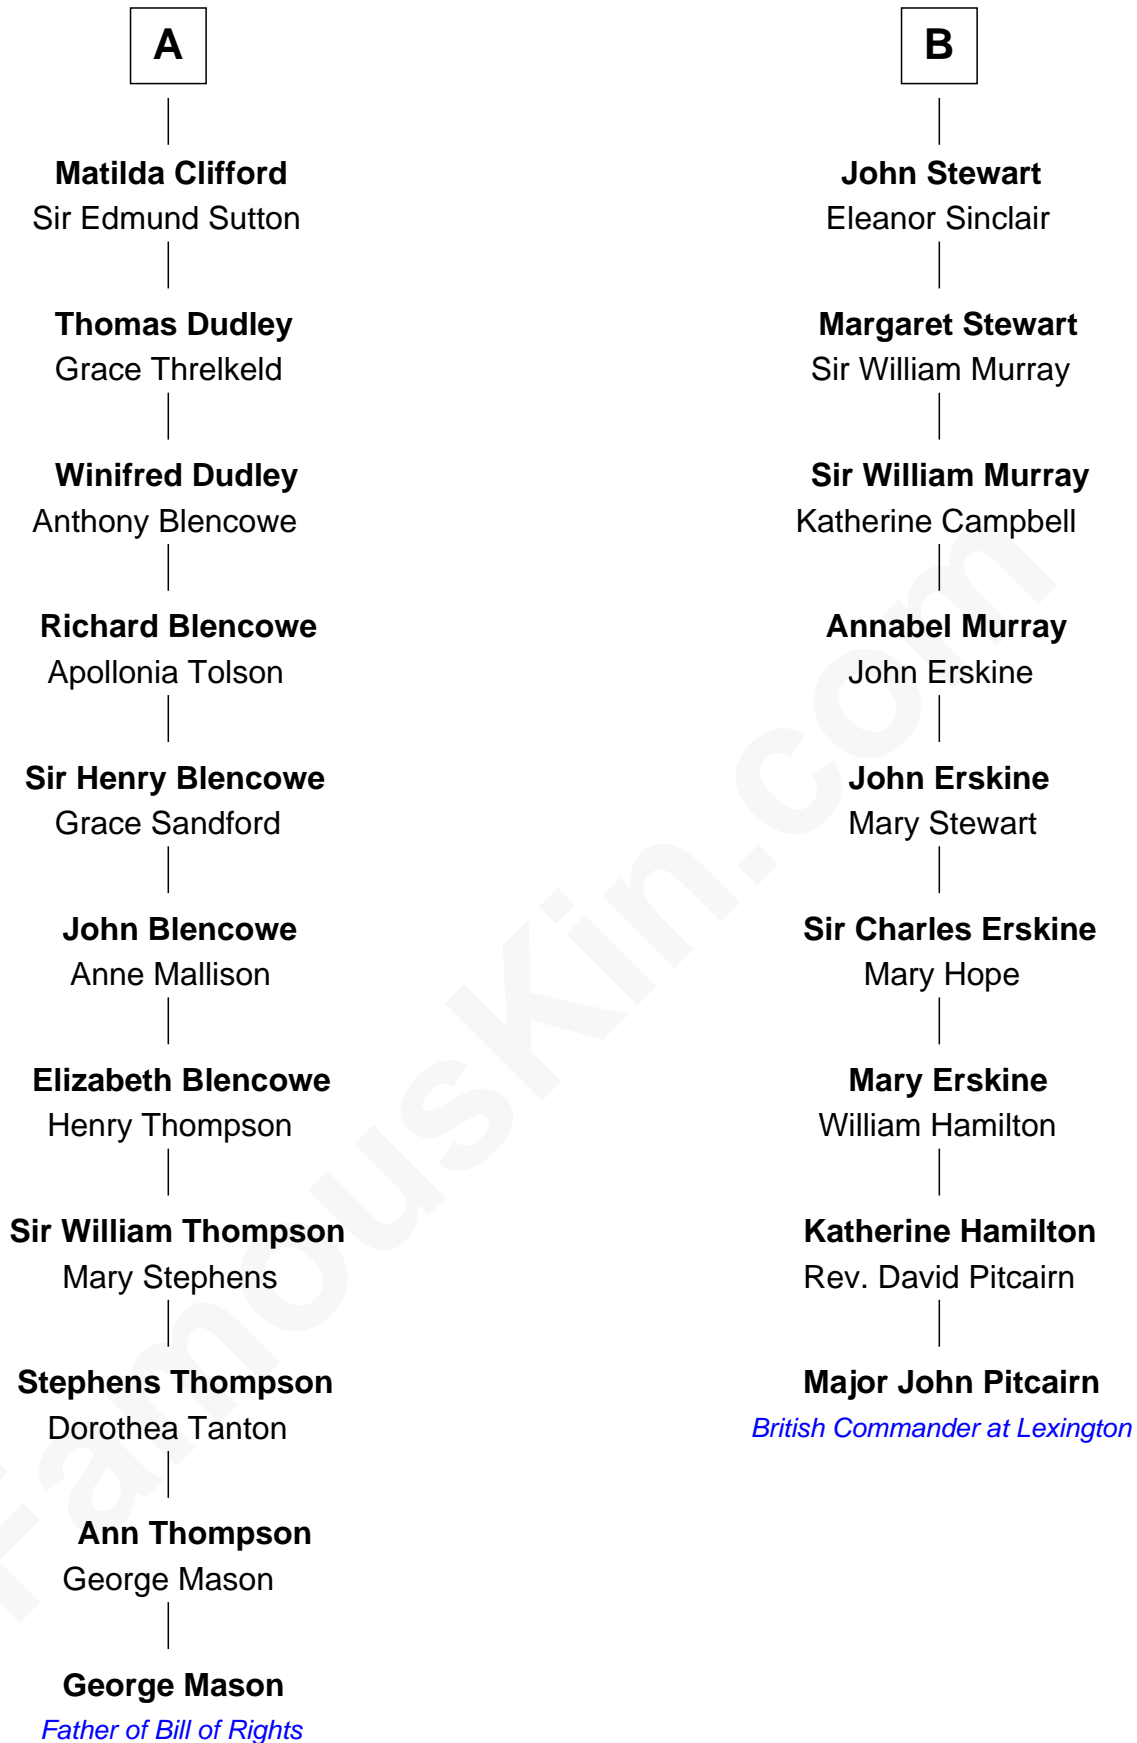 A
Matilda Clifford
Sir Edmund Sutton
Thomas Dudley
Grace Threlkeld
Winifred Dudley
Anthony Blencowe
Richard Blencowe
Apollonia Tolson
Sir Henry Blencowe
Grace Sandford
John Blencowe
Anne Mallison
Elizabeth Blencowe
Henry Thompson
Sir William Thompson
Mary Stephens
Stephens Thompson
Dorothea Tanton
Ann Thompson
George Mason
George Mason
Father of Bill of Rights
B
John Stewart
Eleanor Sinclair
Margaret Stewart
Sir William Murray
Sir William Murray
Katherine Campbell
Annabel Murray
John Erskine
John Erskine
Mary Stewart
Sir Charles Erskine
Mary Hope
Mary Erskine
William Hamilton
Katherine Hamilton
Rev. David Pitcairn
Major John Pitcairn
British Commander at Lexington
FamousKin.com